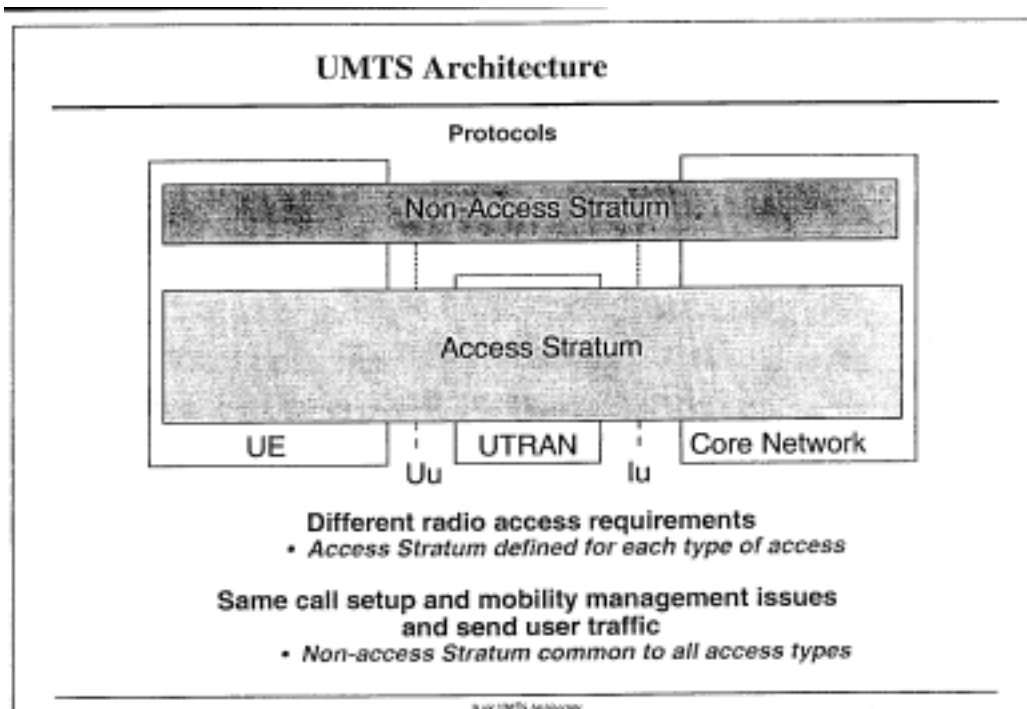 UMTS Architecture
Protocols
Non-Access Stratum
Access Stratum
UE
UTRAN
Core Network
Uu
Iu
Different radio access requirements
• Access Stratum defined for each type of access
Same call setup and mobility management issues
and send user traffic
• Non-access Stratum common to all access types